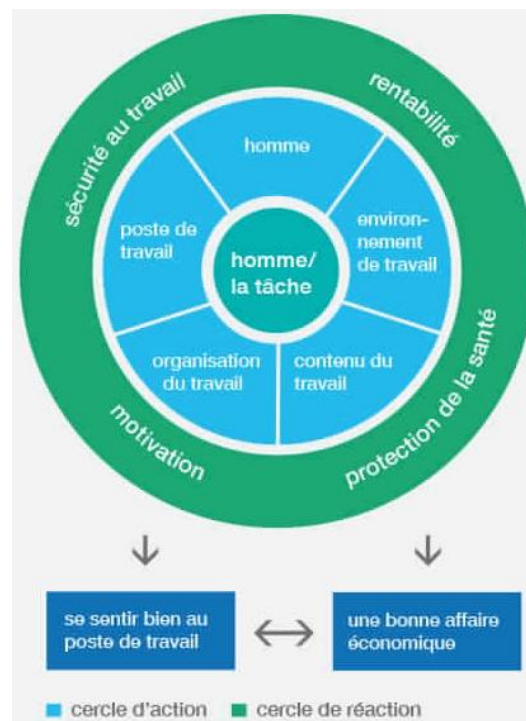 sécurité au travail
rentabilité
homme
poste de
travail
environ-
nement
de travail
homme/
la tâche
organisation
du travail
contenu du
travail
motivation
protection de la santé
se sentir bien au
poste de travail
une bonne affaire
économique
cercle d'action
cercle de réaction